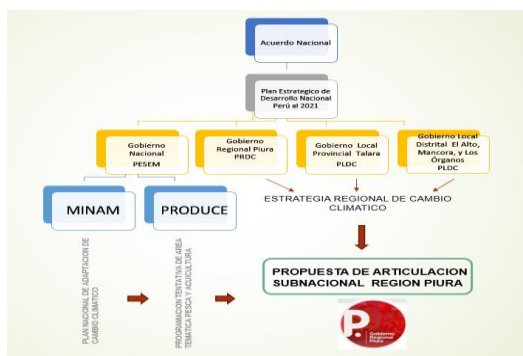 Acuerdo Nacional
Plan Estrategico de
Desarrollo Nacional
Perú al 2021
Gobierno
Nacional
PESEM
Gobierno
Regional Piura
PRDC
Gobierno Local
Provincial Talara
PLDC
Gobierno Local
Distrital El Alto,
Mancora, y Los
Órganos
PLDC
MINAM
PRODUCE
ESTRATEGIA REGIONAL DE CAMBIO
CLIMATICO
PLAN NACIONAL DE ADAPTACION DE
CAMBIO CLIMATICO
PROGRAMACION TENTATIVA DE AREA
TEMATICA PESCA Y ACUICULTURA
PROPUESTA DE ARTICULACION
SUBNACIONAL REGION PIURA
P
Gobierno
Regional
Piura